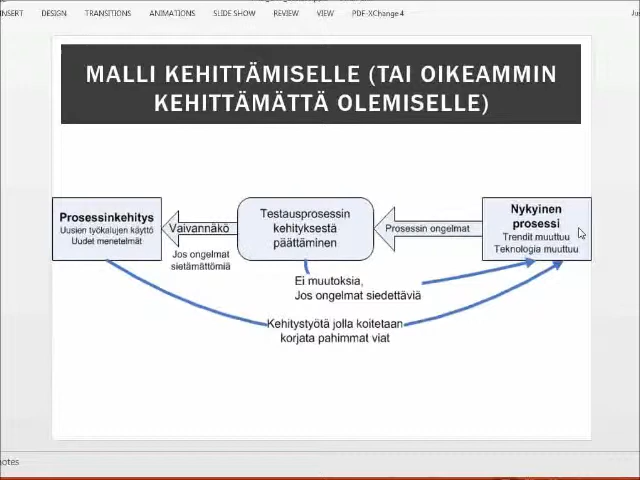 INSERT DESIGN TRANSITIONS ANIMATIONS SLIDE SHOW REVIEW VIEW PDF-XChange 4
MALLI KEHITTÄMISELLE (TAI OIKEAMMIN
KEHITTÄMÄTTÄ OLEMISELLE)
Prosessinkehitys
Uusien työkalujen käyttö
Uudet menetelmät
Vaivannäkö
Jos ongelmat
sietämättömiä
Testausprosessin
kehityksestä
päättäminen
Prosessin ongelmat
Nykyinen
prosessi
Trendit muuttuu
Teknologia muuttuu
Ei muutoksia,
Jos ongelmat siedettäviä
Kehitystyötä jolla koitetaan
korjata pahimmat viat
notes